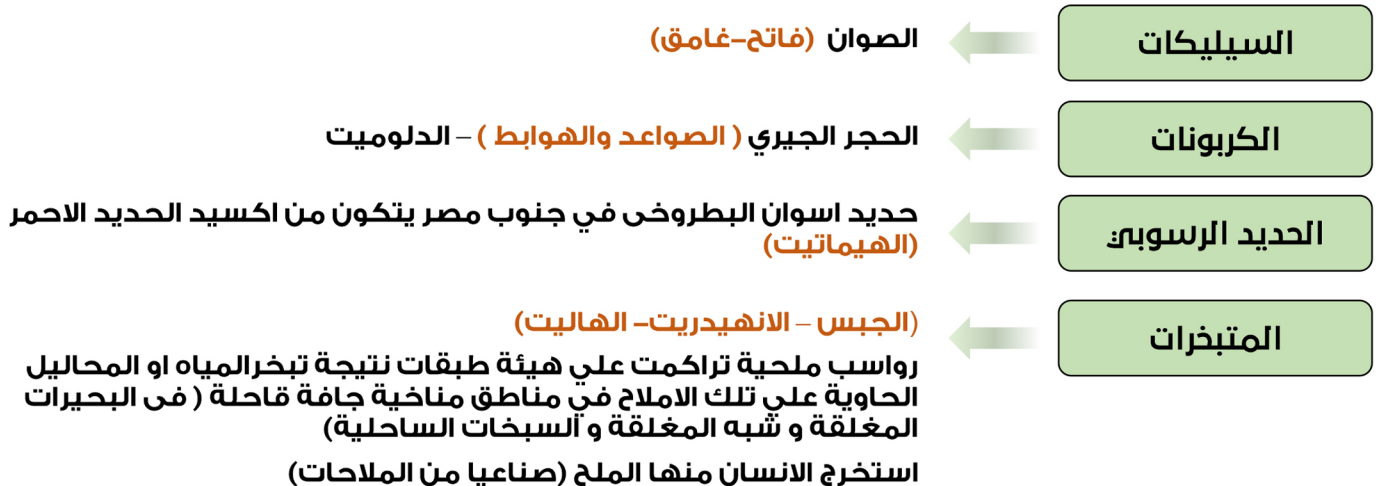 السيليكات
الصوان (فاتح-غامق)
الكربونات
الحجر الجيري ( الصواعد والهوابط ) – الدلوميت
الحديد الرسوبي
حديد اسوان البطروخى في جنوب مصر يتكون من اكسيد الحديد الاحمر
(الهيماتيت)
المتبخرات
(الجبس – الانهيدريت- الهاليت)
رواسب ملحية تراكمت علي هيئة طبقات نتيجة تبخرالمياه او المحاليل
الحاوية علي تلك الاملاح في مناطق مناخية جافة قاحلة ( فى البحيرات
المغلقة و شبه المغلقة و السبخات الساحلية)
استخرج الانسان منها الملح (صناعيا من الملاحات)